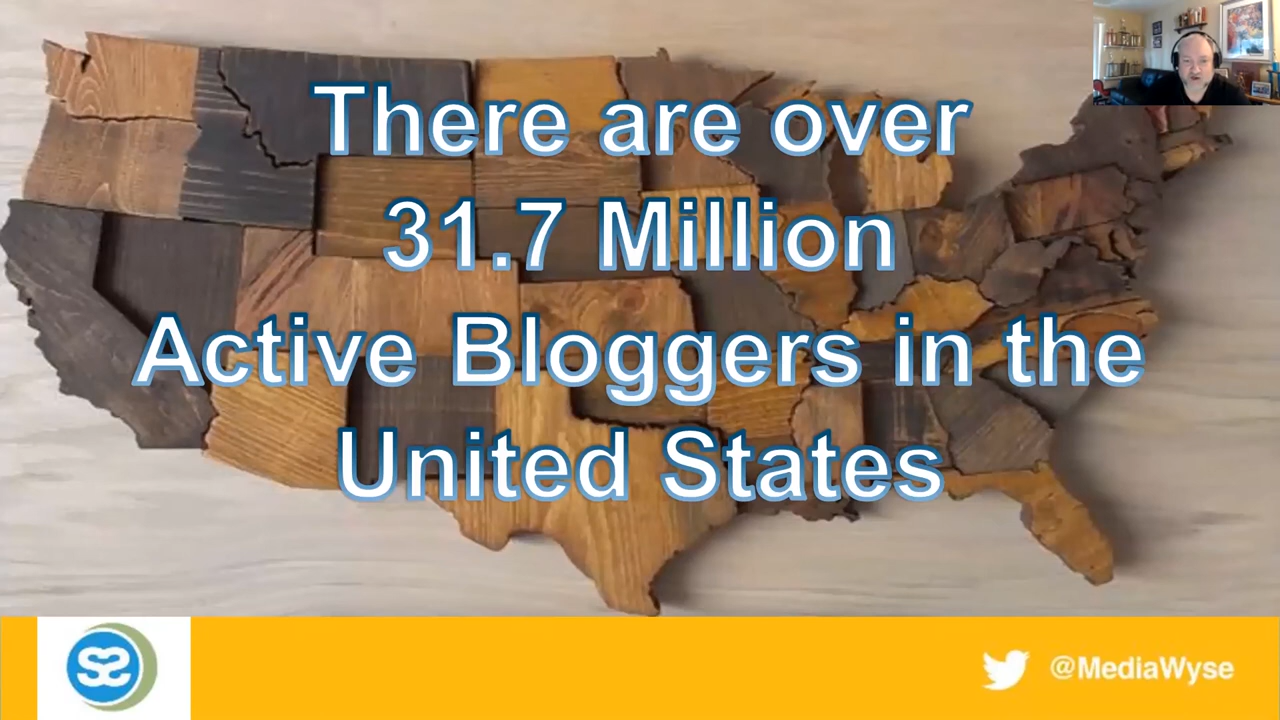 There are over
31.7 Million
Active Bloggers in the
United States
@MediaWyse